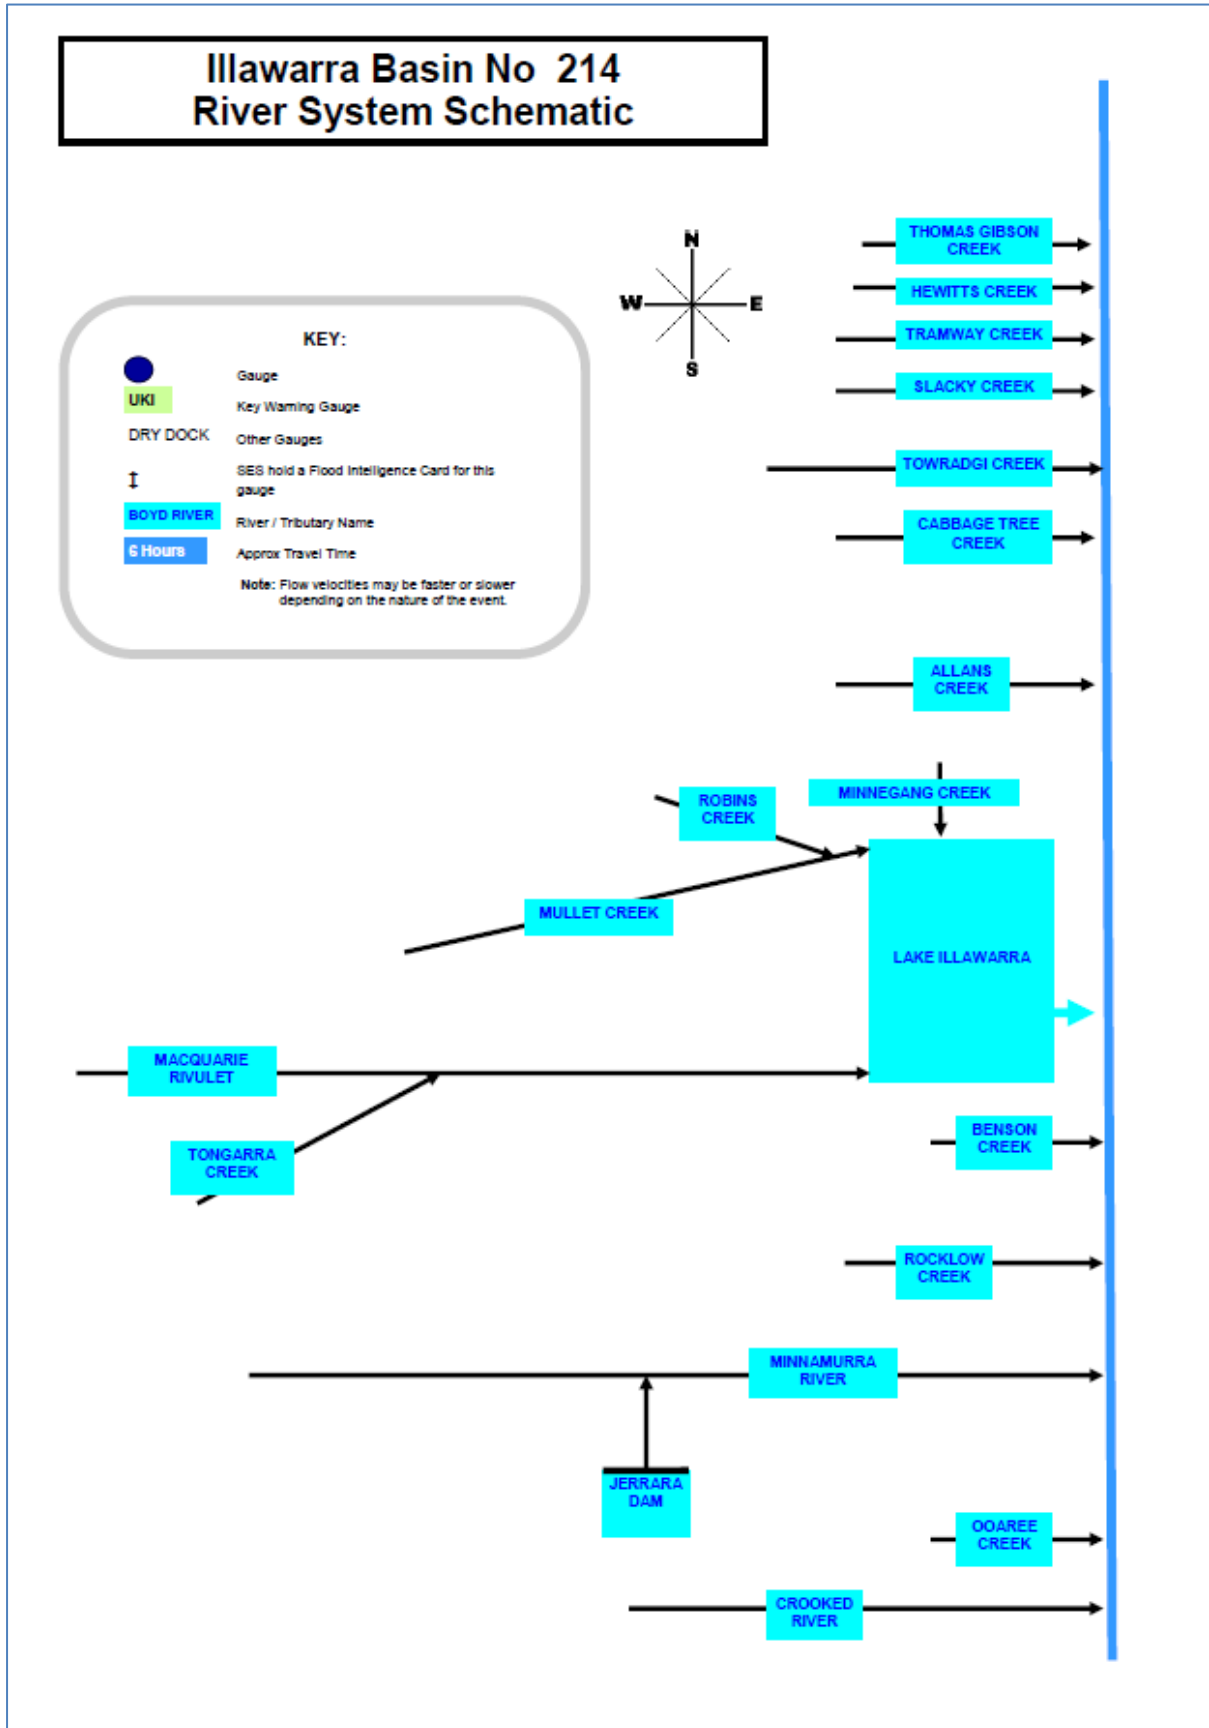 Illawarra Basin No 214
River System Schematic
N
W
E
S
KEY:
Gauge
UKI
Key Warning Gauge
DRY DOCK
Other Gauges
SES hold a Flood Intelligence Card for this
gauge
BOYD RIVER
River / Tributary Name
6 Hours
Approx Travel Time
Note: Flow velocities may be faster or slower
depending on the nature of the event.
THOMAS GIBSON
CREEK
HEWITTS CREEK
TRAMWAY CREEK
SLACKY CREEK
TOWRADGI CREEK
CABBAGE TREE
CREEK
ALLANS
CREEK
MINNEGANG CREEK
ROBINS
CREEK
MULLET CREEK
LAKE ILLAWARRA
MACQUARIE
RIVULET
TONGARRA
CREEK
BENSON
CREEK
ROCKLOW
CREEK
MINNAMURRA
RIVER
JERRARA
DAM
OOAREE
CREEK
CROOKED
RIVER